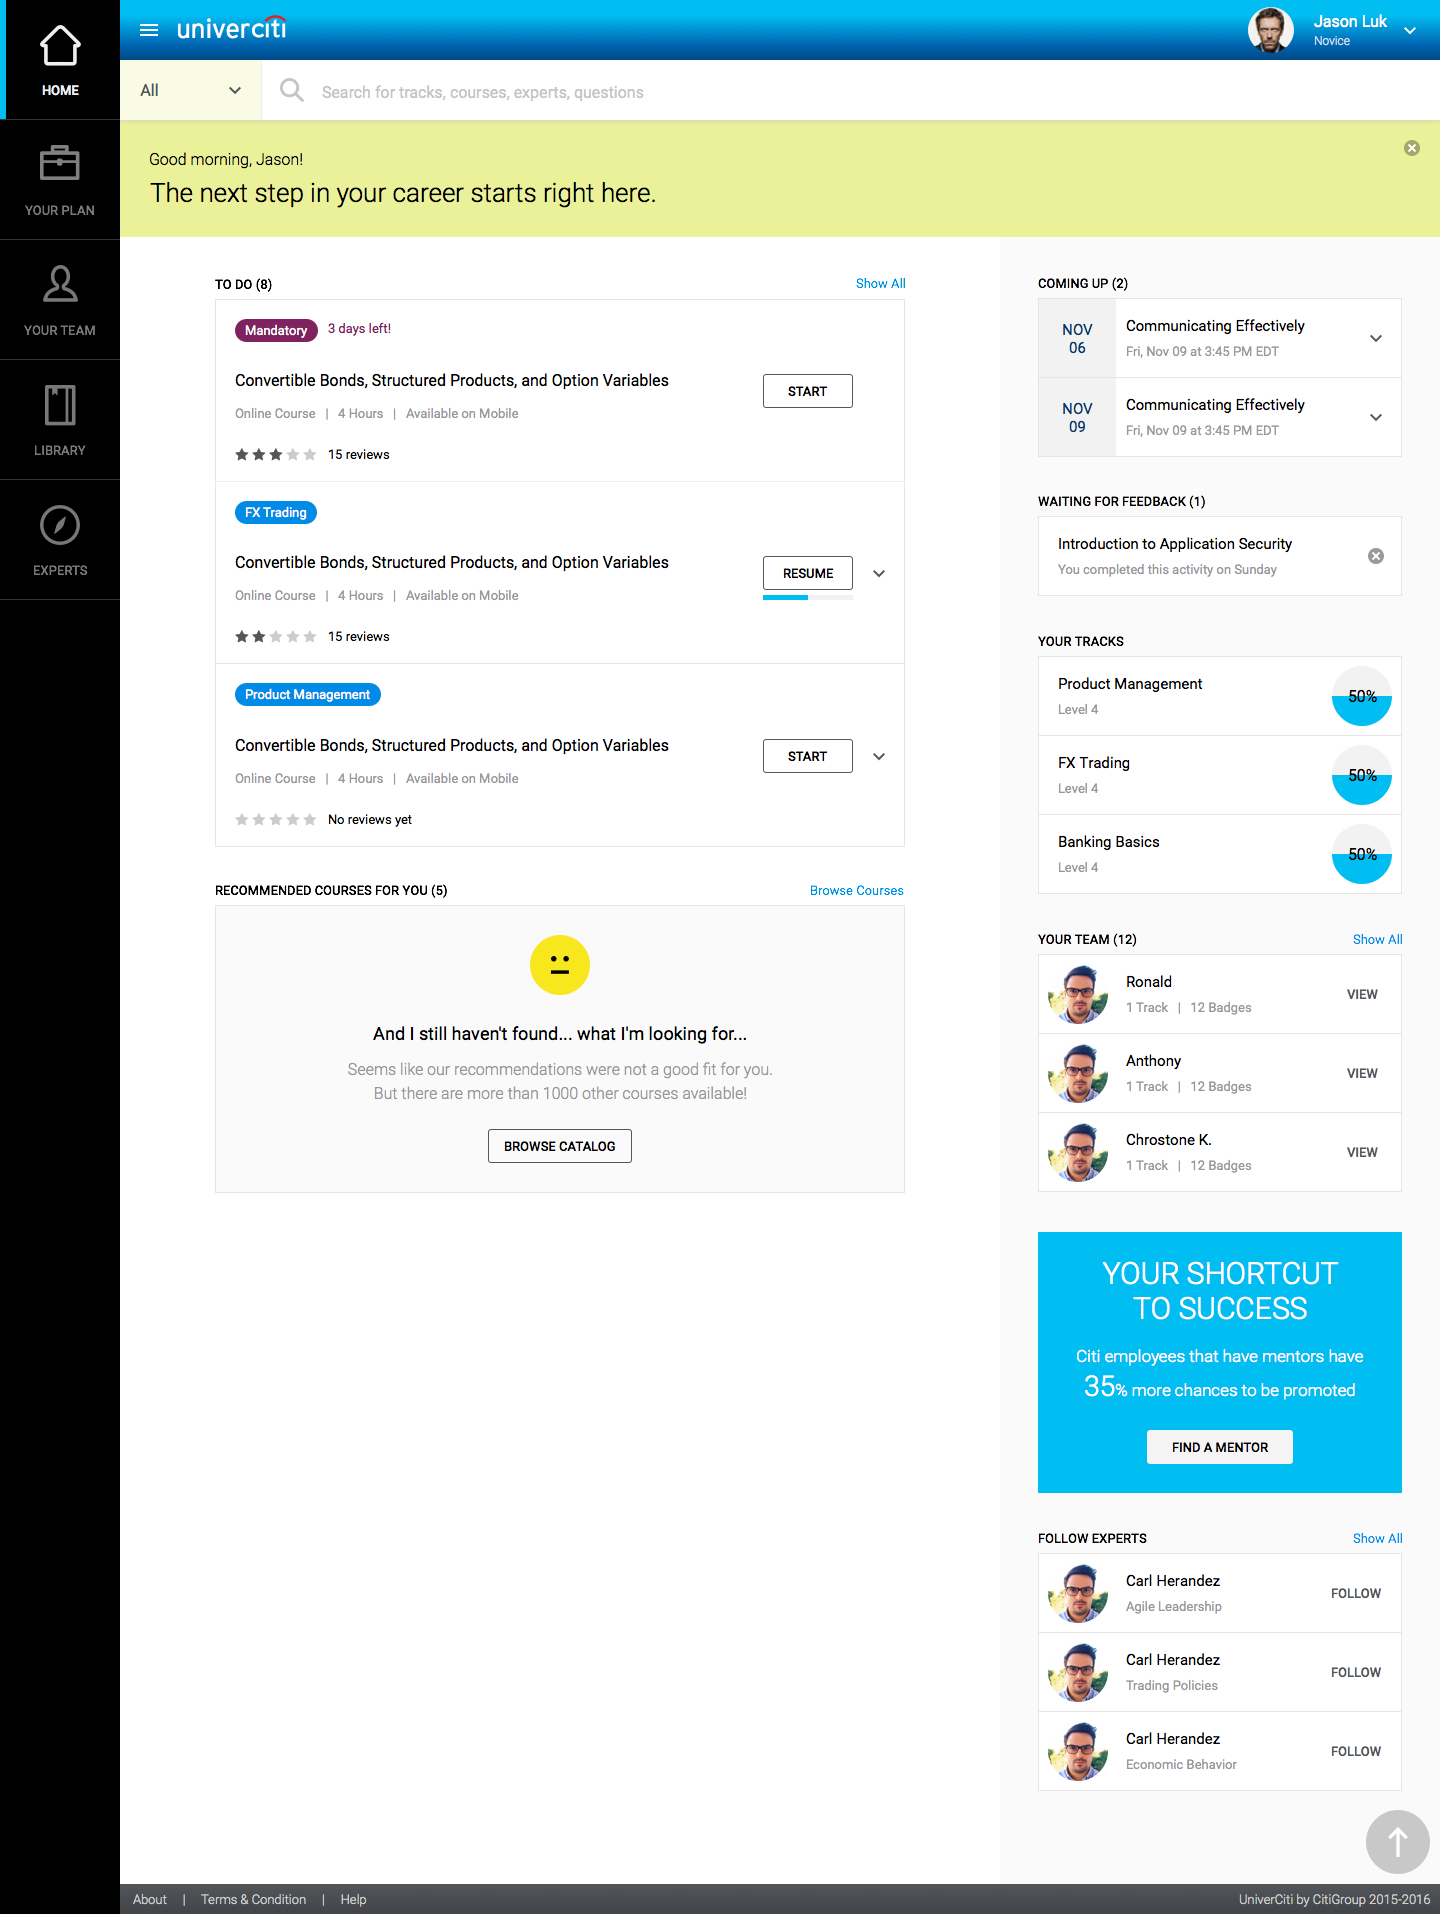 univerciti
Jason Luk
Novice
HOME
YOUR PLAN
YOUR TEAM
LIBRARY
EXPERTS
All
Search for tracks, courses, experts, questions
Good morning, Jason!
The next step in your career starts right here.
TO DO (8)
Show All
Mandatory
3 days left!
Convertible Bonds, Structured Products, and Option Variables
START
Online Course | 4 Hours | Available on Mobile
15 reviews
FX Trading
Convertible Bonds, Structured Products, and Option Variables
RESUME
Online Course | 4 Hours | Available on Mobile
15 reviews
Product Management
Convertible Bonds, Structured Products, and Option Variables
START
Online Course | 4 Hours | Available on Mobile
No reviews yet
RECOMMENDED COURSES FOR YOU (5)
Browse Courses
And I still haven't found... what I'm looking for...
Seems like our recommendations were not a good fit for you.
But there are more than 1000 other courses available!
BROWSE CATALOG
COMING UP (2)
NOV
06
Communicating Effectively
Fri, Nov 09 at 3:45 PM EDT
NOV
09
Communicating Effectively
Fri, Nov 09 at 3:45 PM EDT
WAITING FOR FEEDBACK (1)
Introduction to Application Security
You completed this activity on Sunday
YOUR TRACKS
Product Management
Level 4
50%
FX Trading
Level 4
50%
Banking Basics
Level 4
50%
YOUR TEAM (12)
Show All
Ronald
1 Track | 12 Badges
VIEW
Anthony
1 Track | 12 Badges
VIEW
Chrostone K.
1 Track | 12 Badges
VIEW
YOUR SHORTCUT
TO SUCCESS
Citi employees that have mentors have
35% more chances to be promoted
FIND A MENTOR
FOLLOW EXPERTS
Show All
Carl Herandez
Agile Leadership
FOLLOW
Carl Herandez
Trading Policies
FOLLOW
Carl Herandez
Economic Behavior
FOLLOW
About | Terms & Condition | Help
UniverCiti by CitiGroup 2015-2016